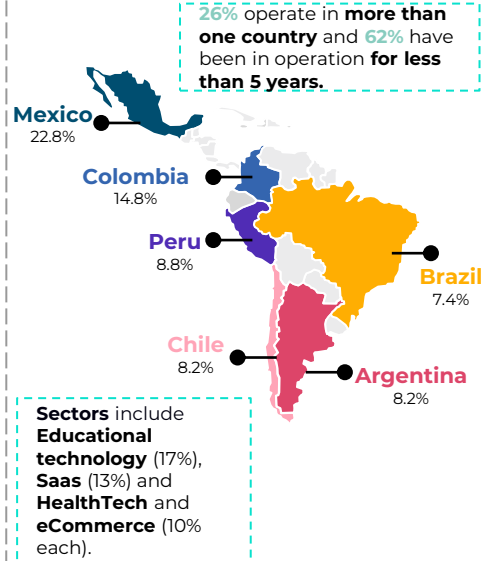 26% operate in more than
one country and 62% have
been in operation for less
than 5 years.
Mexico
22.8%
Colombia
14.8%
Peru
8.8%
Brazil
7.4%
Chile
8.2%
Argentina
8.2%
Sectors include
Educational
technology (17%),
Saas (13%) and
HealthTech and
eCommerce (10%
each).